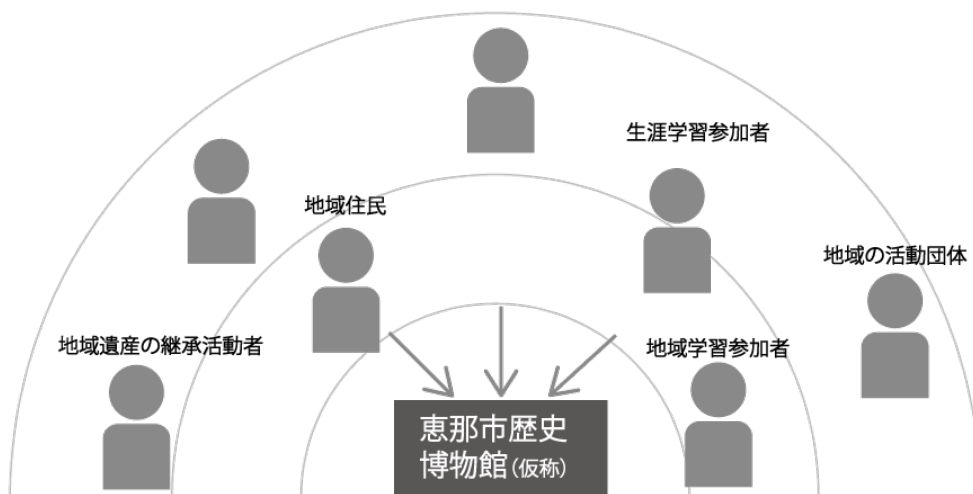 生涯学習参加者
地域住民
地域の活動団体
地域遺産の継承活動者
地域学習参加者
恵那市歴史
博物館（仮称）